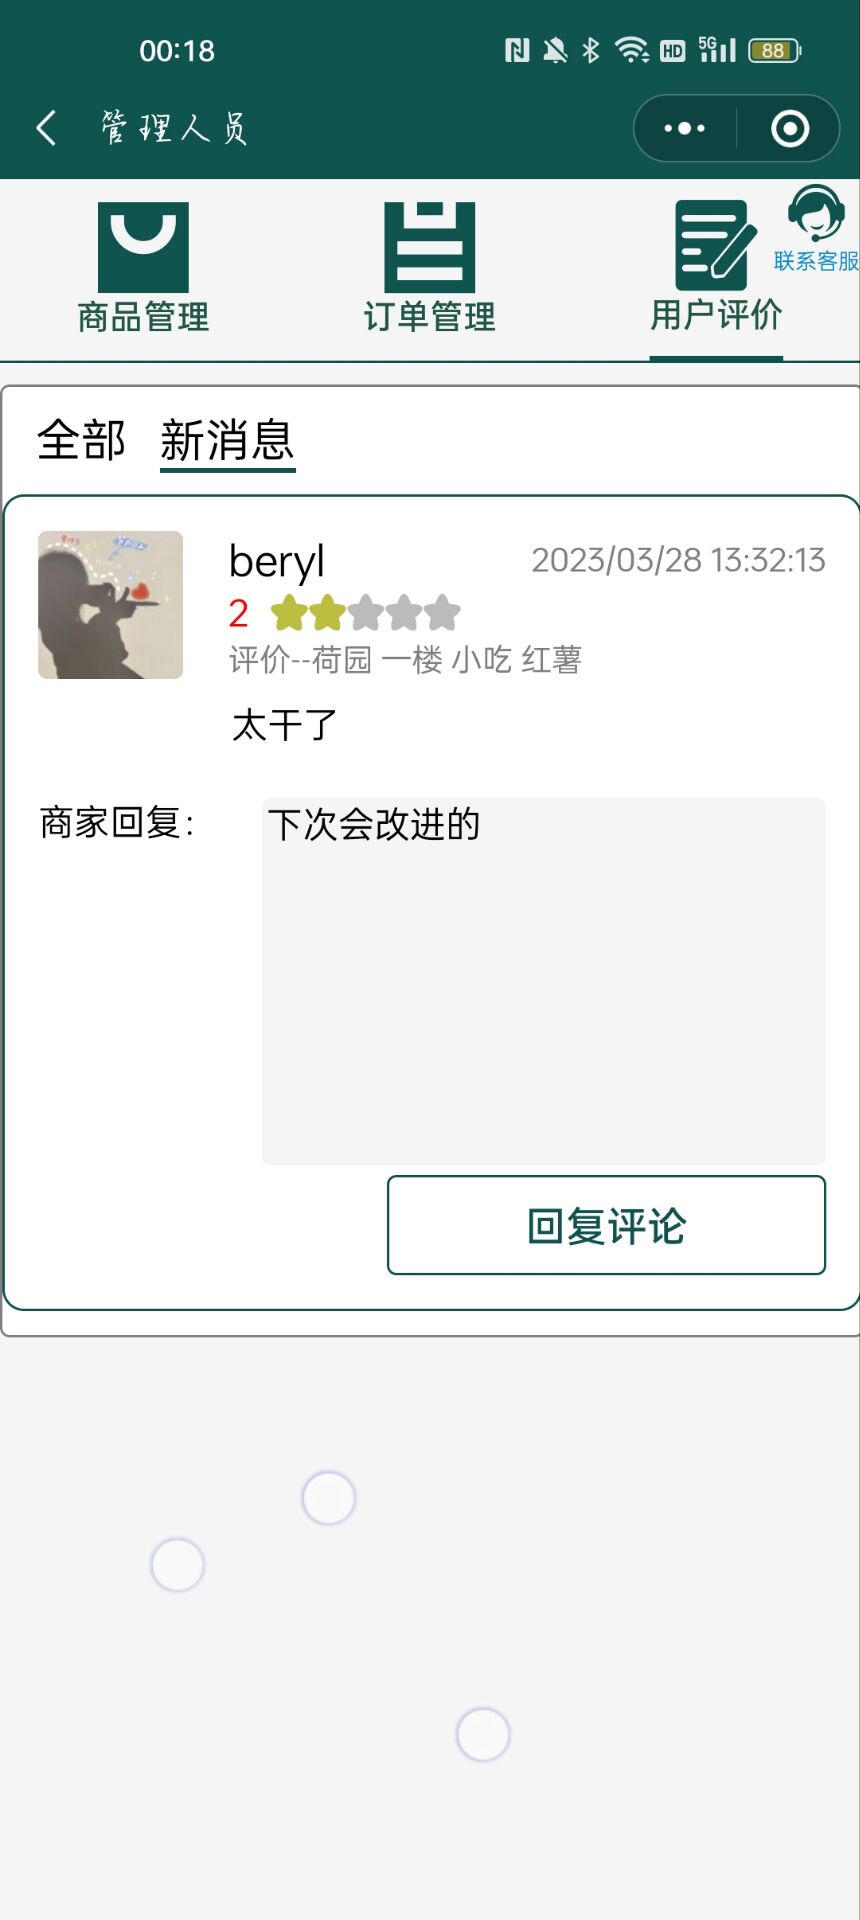 00:18
HD 5G 88
管理人员
商品管理
订单管理
用户评价
联系客服
全部 新消息
beryl
2023/03/28 13:32:13
2
评价--荷园 一楼 小吃 红薯
太干了
商家回复:
下次会改进的
回复评论